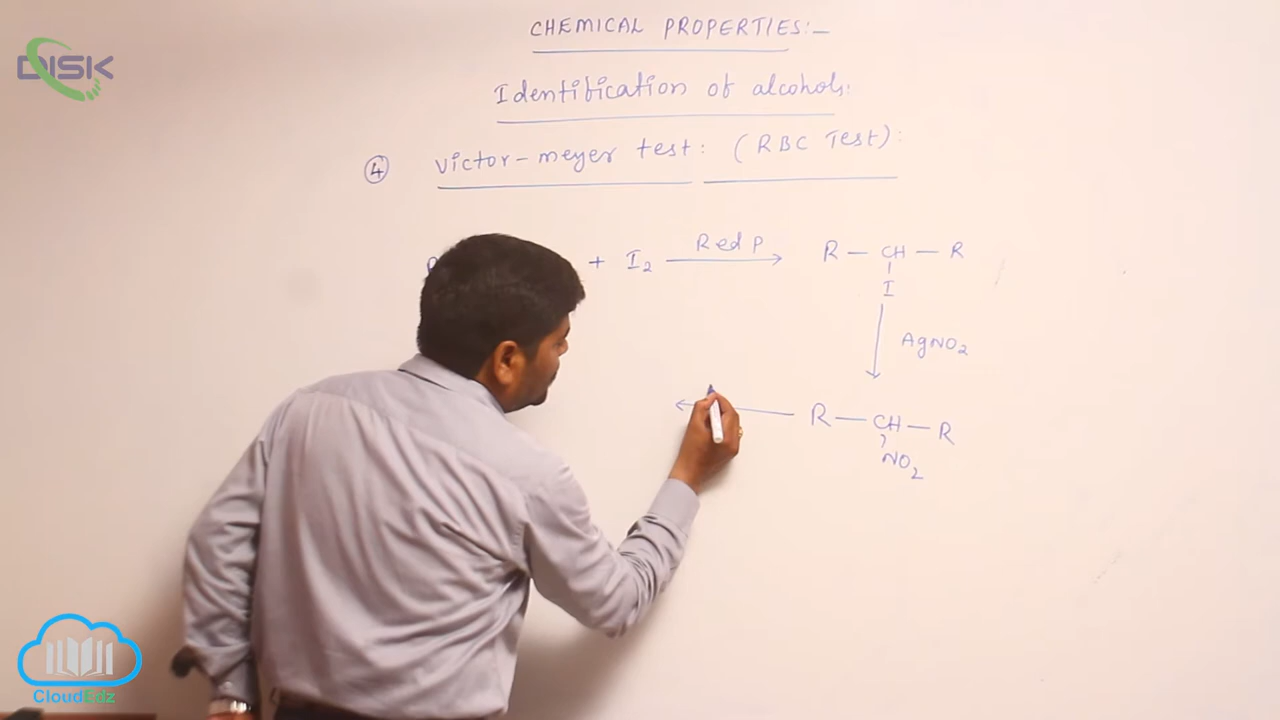 CHEMICAL PROPERTIES:-
Identification of alcohols:
④ Victor-meyer test: (RBC Test):
+ I₂ Red P R — CH — R
I
AgNO₂
R — CH — R
NO₂
DISK
CloudEdz